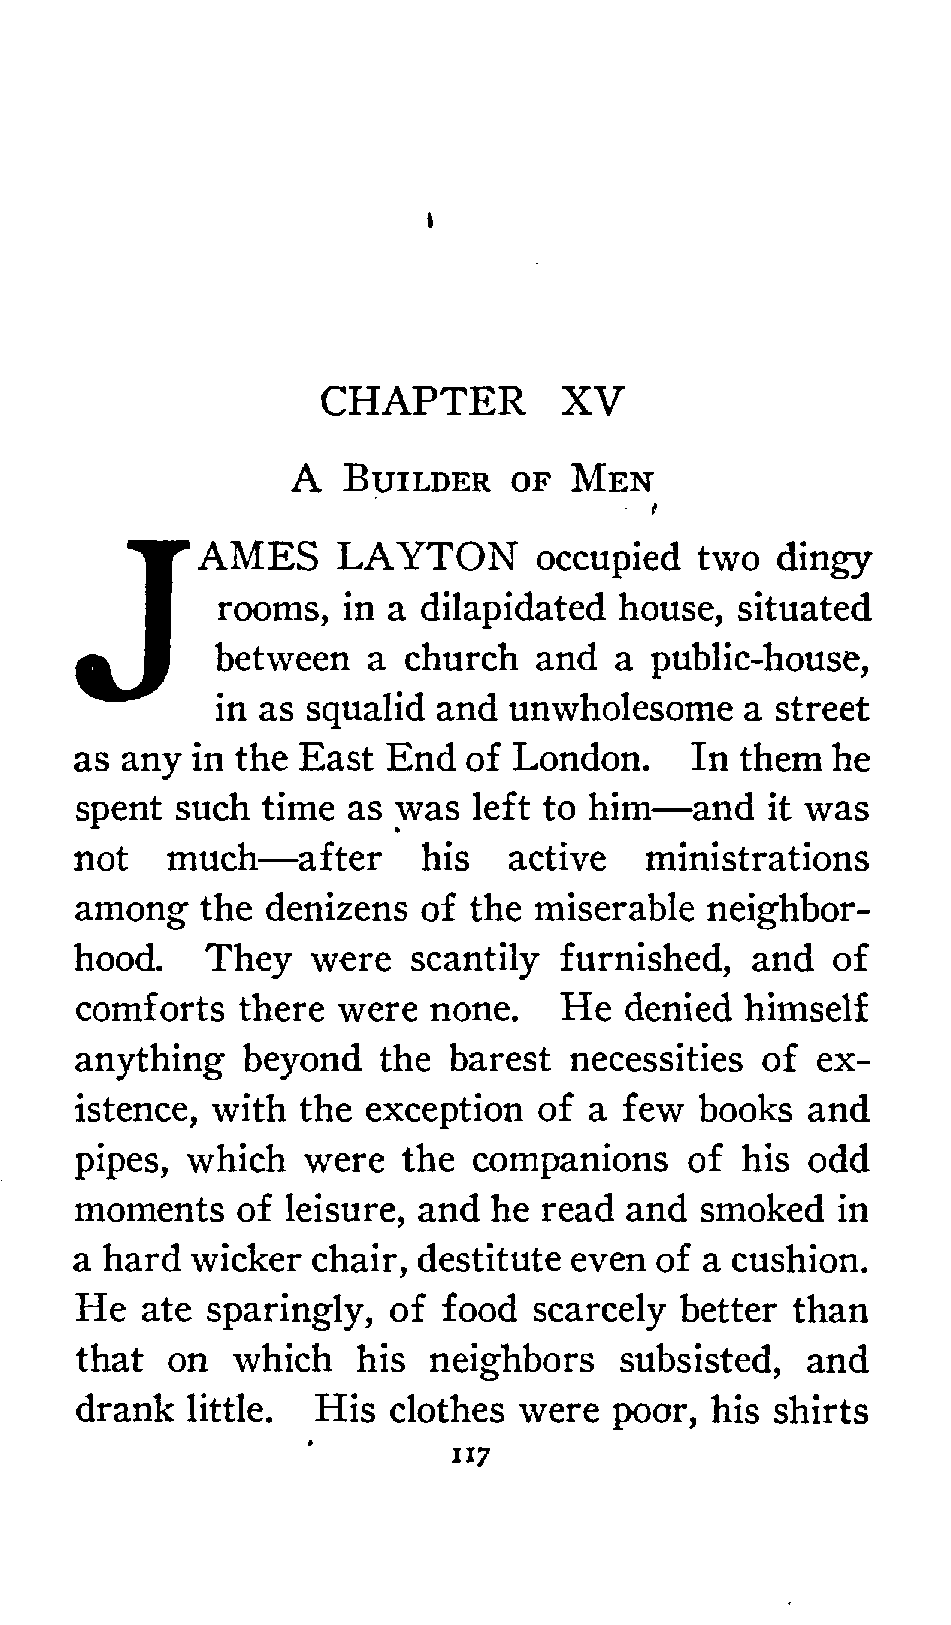 CHAPTER XV
A Builder of Men
JAMES LAYTON occupied two dingy
rooms, in a dilapidated house, situated
between a church and a public-house,
in as squalid and unwholesome a street
as any in the East End of London. In them he
spent such time as was left to him—and it was
not much—after his active ministrations
among the denizens of the miserable neighbor-
hood. They were scantily furnished, and of
comforts there were none. He denied himself
anything beyond the barest necessities of ex-
istence, with the exception of a few books and
pipes, which were the companions of his odd
moments of leisure, and he read and smoked in
a hard wicker chair, destitute even of a cushion.
He ate sparingly, of food scarcely better than
that on which his neighbors subsisted, and
drank little. His clothes were poor, his shirts
117